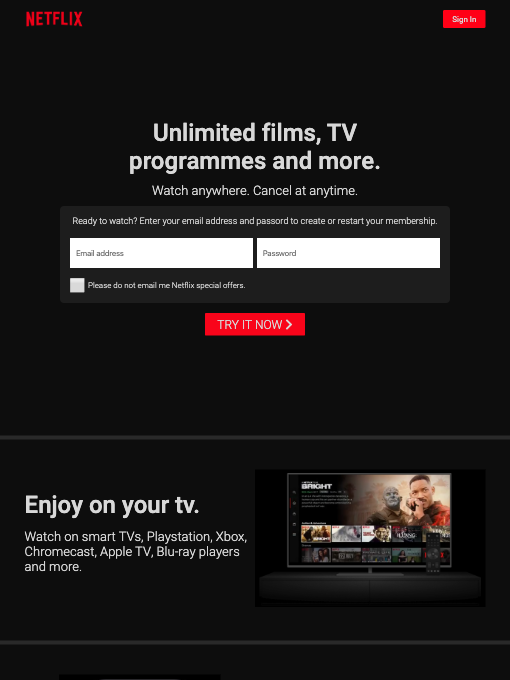 NETFLIX
Sign In
Unlimited films, TV
programmes and more.
Watch anywhere. Cancel at anytime.
Ready to watch? Enter your email address and passord to create or restart your membership.
Email address
Password
Please do not email me Netflix special offers.
TRY IT NOW
Enjoy on your tv.
Watch on smart TVs, Playstation, Xbox,
Chromecast, Apple TV, Blu-ray players
and more.
BRIGHT